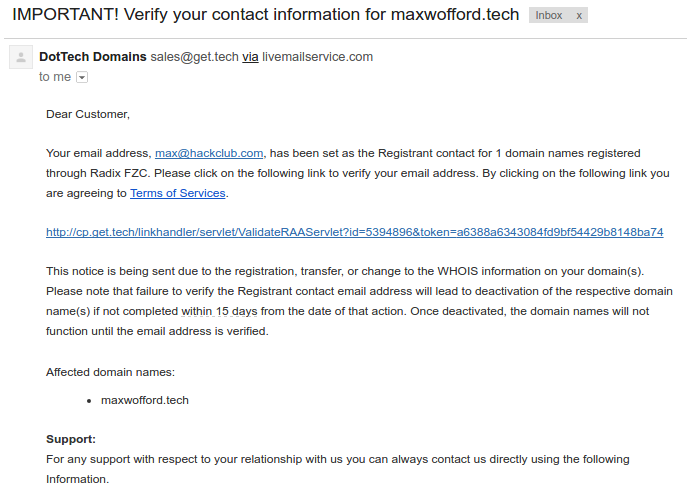 IMPORTANT! Verify your contact information for maxwofford.tech Inbox x
DotTech Domains sales@get.tech via livemailservice.com
to me
Dear Customer,
Your email address, max@hackclub.com, has been set as the Registrant contact for 1 domain names registered
through Radix FZC. Please click on the following link to verify your email address. By clicking on the following link you
are agreeing to Terms of Services.
http://cp.get.tech/linkhandler/servlet/ValidateRAAServlet?id=5394896&token=a6388a6343084fd9bf54429b8148ba74
This notice is being sent due to the registration, transfer, or change to the WHOIS information on your domain(s).
Please note that failure to verify the Registrant contact email address will lead to deactivation of the respective domain
name(s) if not completed within 15 days from the date of that action. Once deactivated, the domain names will not
function until the email address is verified.
Affected domain names:
• maxwofford.tech
Support:
For any support with respect to your relationship with us you can always contact us directly using the following
Information.